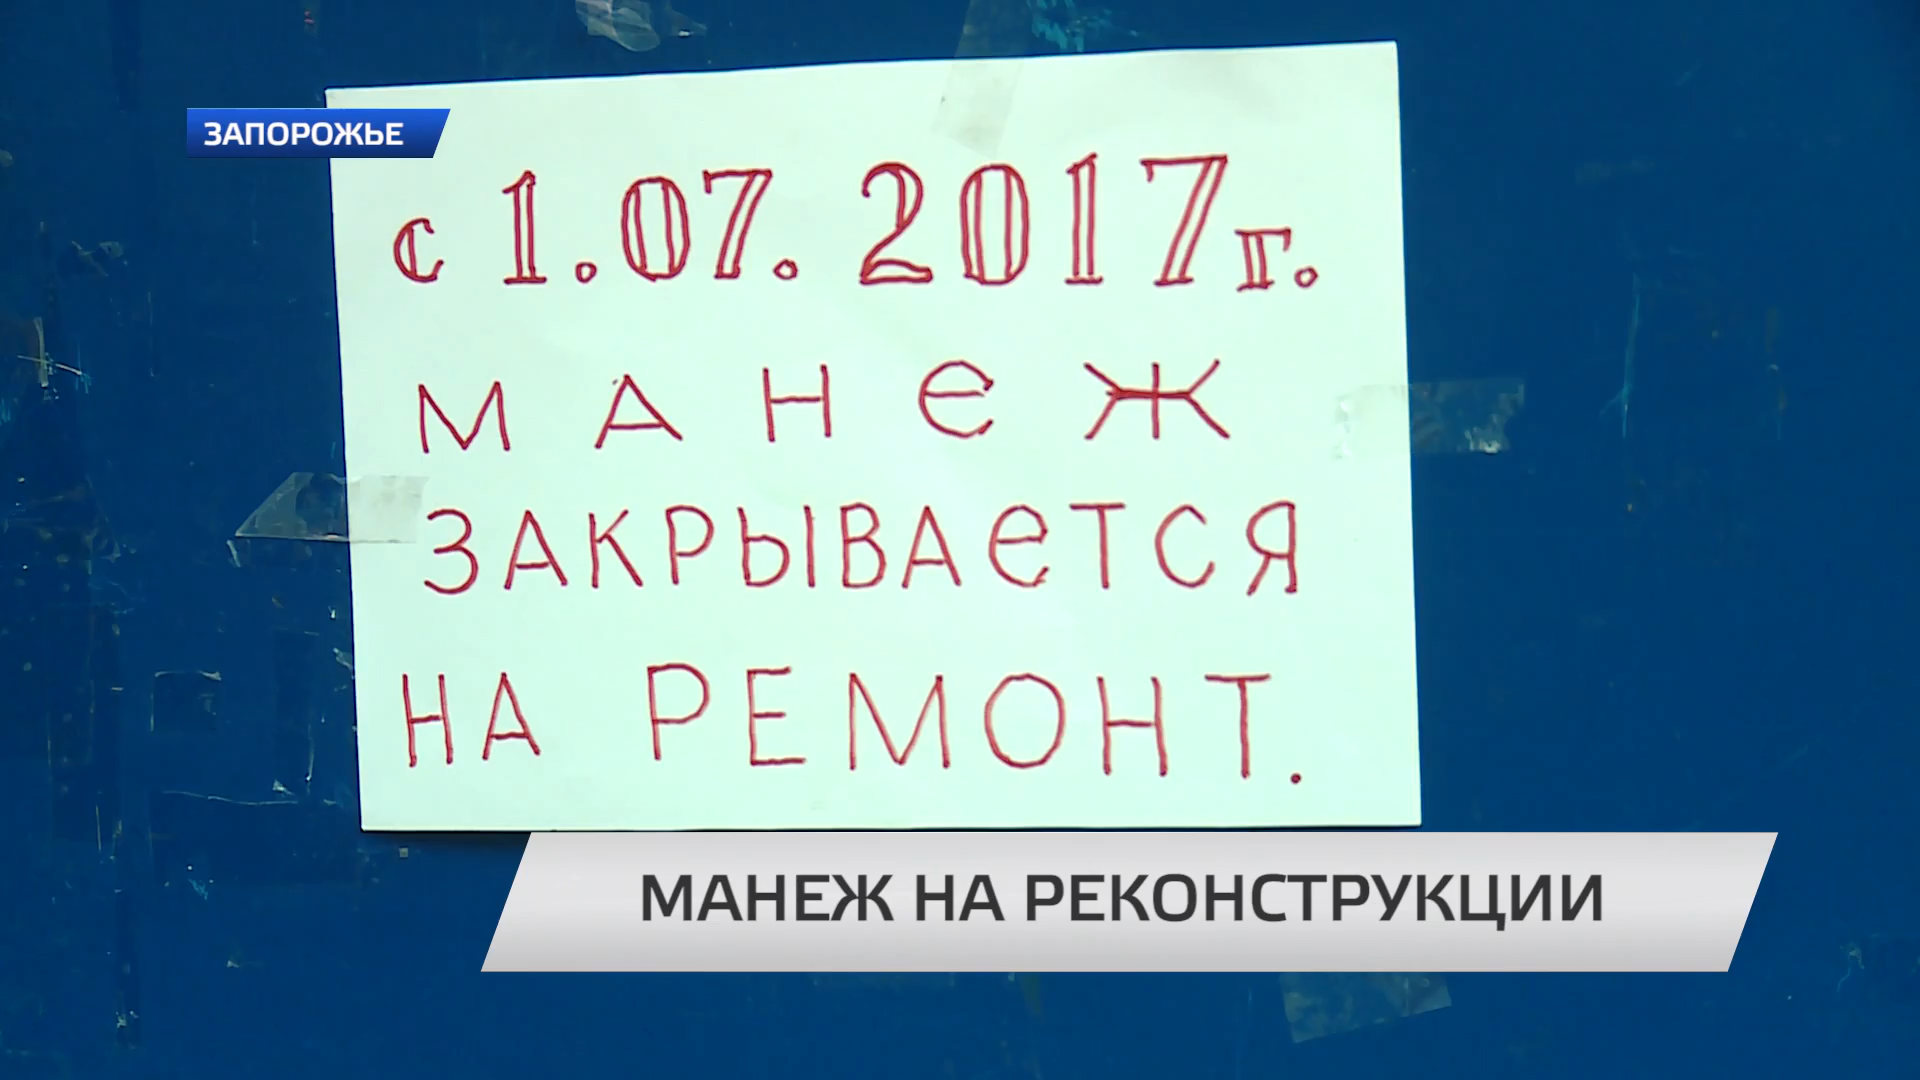 ЗАПОРОЖЬЕ
с 1.07.2017г.
МАНЕЖ
ЗАКРЫВАЕТСЯ
НА РЕМОНТ.
МАНЕЖ НА РЕКОНСТРУКЦИИ